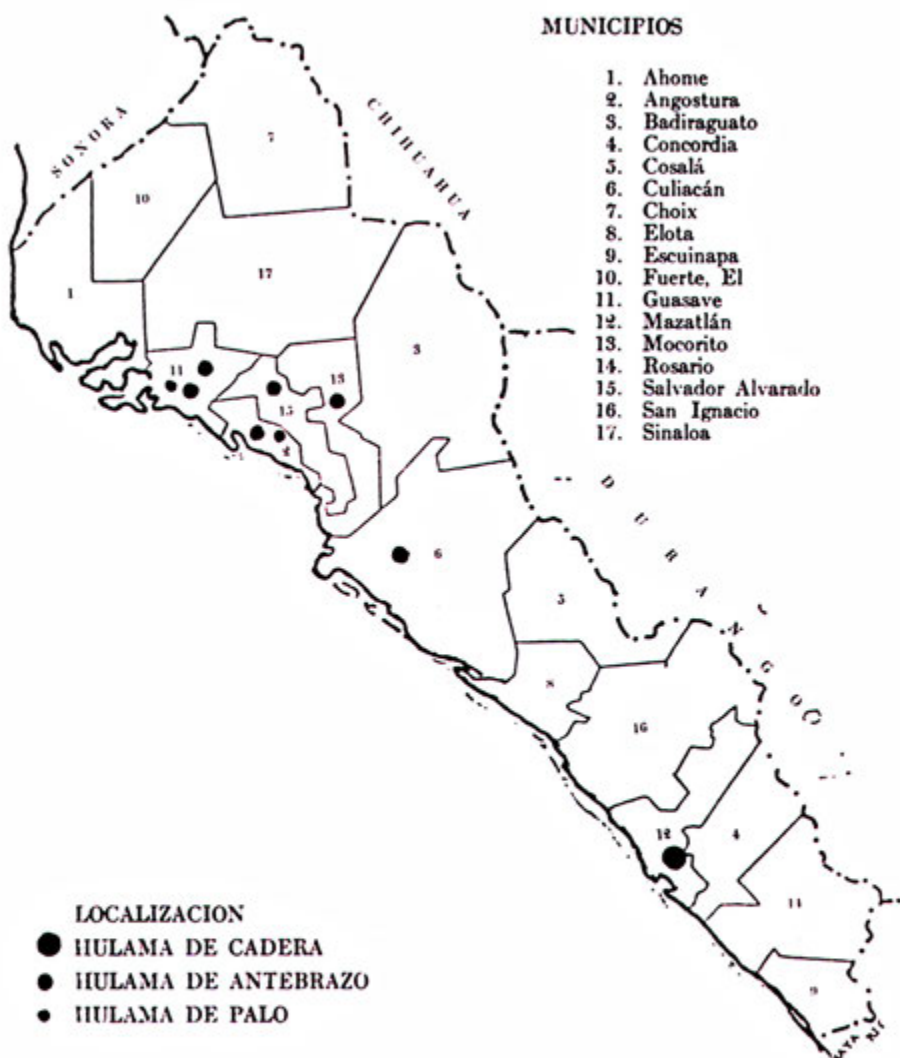 MUNICIPIOS
1. Ahome
2. Angostura
3. Badiraguato
4. Concordia
5. Cosalá
6. Culiacán
7. Choix
8. Elota
9. Escuinapa
10. Fuerte, El
11. Guasave
12. Mazatlán
13. Mocorito
14. Rosario
15. Salvador Alvarado
16. San Ignacio
17. Sinaloa
SONORA
CHIHUAHUA
DURANGO
7
10
17
1
3
11
13
15
2
6
5
8
16
12
4
9
LOCALIZACION
HULAMA DE CADERA
HULAMA DE ANTEBRAZO
HULAMA DE PALO